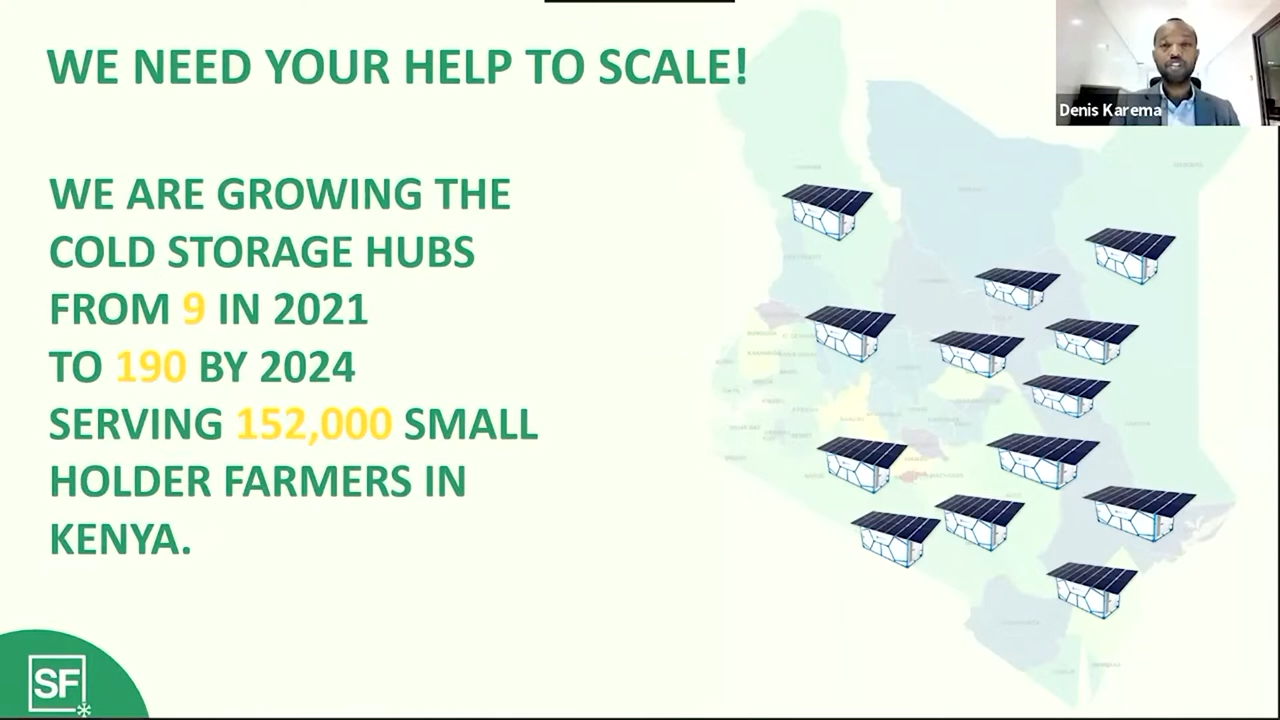 WE NEED YOUR HELP TO SCALE!
Denis Karema
WE ARE GROWING THE
COLD STORAGE HUBS
FROM 9 IN 2021
TO 190 BY 2024
SERVING 152,000 SMALL
HOLDER FARMERS IN
KENYA.
SF